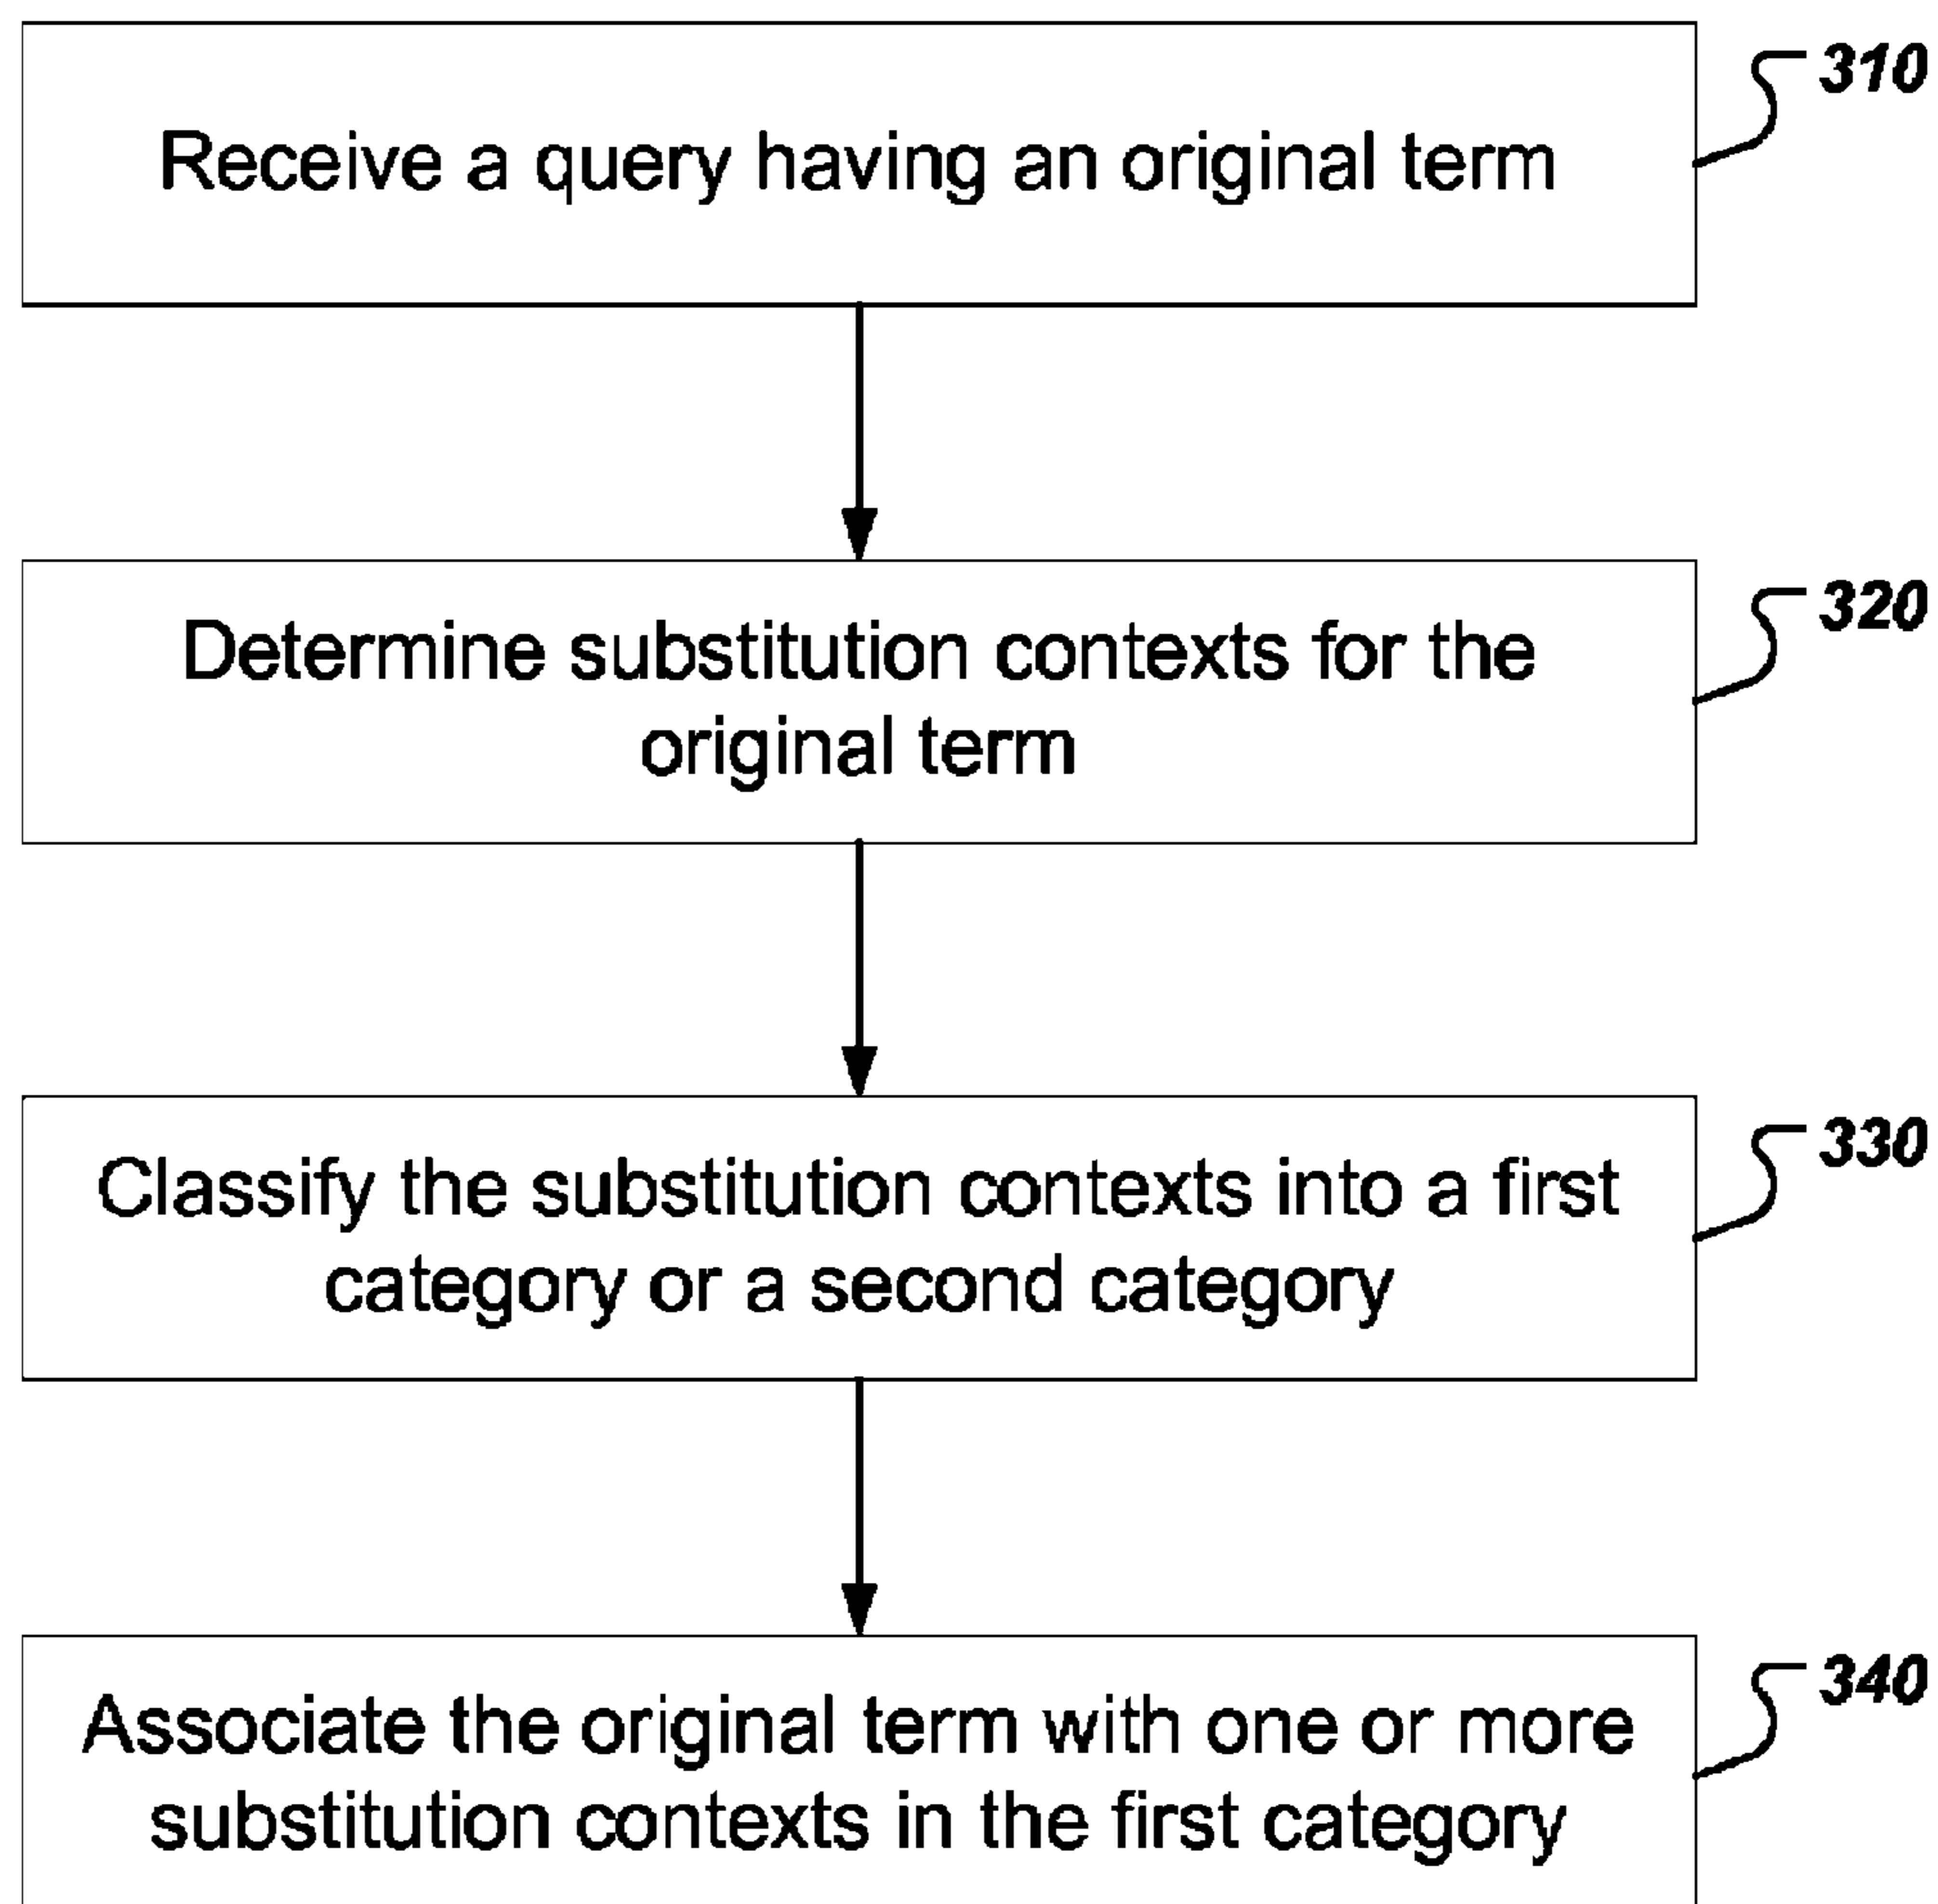 310
Receive a query having an original term
320
Determine substitution contexts for the
original term
330
Classify the substitution contexts into a first
category or a second category
340
Associate the original term with one or more
substitution contexts in the first category